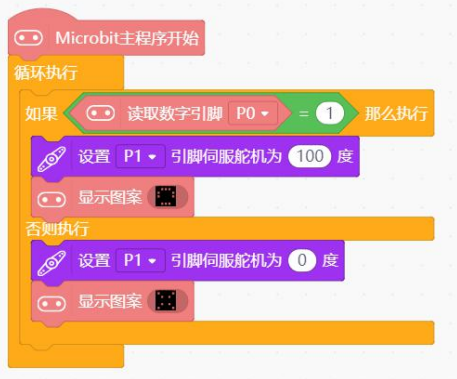 Microbit主程序开始
循环执行
如果 读取数字引脚 P0 = 1 那么执行
设置 P1 引脚伺服舵机为 100 度
显示图案
否则执行
设置 P1 引脚伺服舵机为 0 度
显示图案